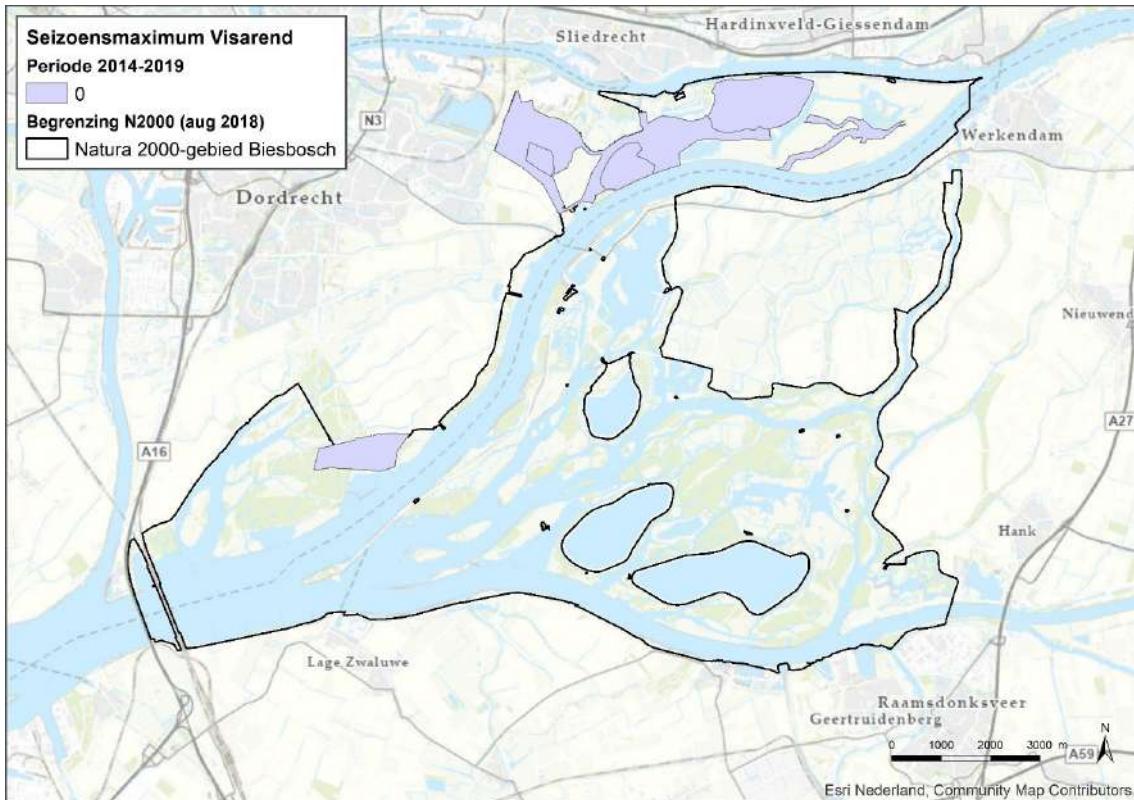 Seizoensmaximum Visarend
Periode 2014-2019
0
Begrenzing N2000 (aug 2018)
Natura 2000-gebied Biesbosch
Hardinxveld-Giessendam
Sliedrecht
N3
Werkendam
Dordrecht
Nieuwend
A16
A27
Hank
Lage Zwaluwe
Raamsdonksveer
Geertruidenberg
N
0 1000 2000 3000 m
A59
Esri Nederland, Community Map Contributors